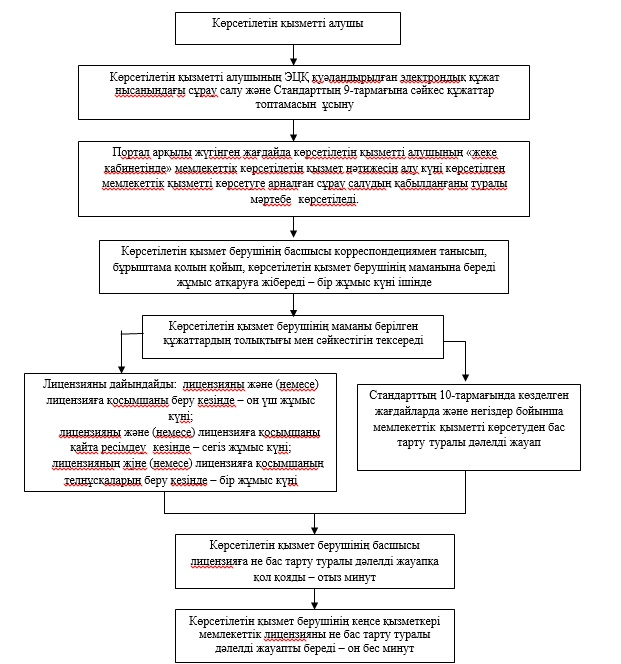 Көрсетілетін қызметті алушы
Көрсетілетін қызметті алушының ЭЦҚ куәландырылған электрондық құжат
нысанындағы сұрау салу және Стандарттың 9-тармағына сәйкес құжаттар
топтамасын ұсыну
Портал арқылы жүгінген жағдайда көрсетілетін қызметті алушының «жеке
кабинетінде» мемлекеттік көрсетілетін қызмет нәтижесін алу күні көрсетілген
мемлекеттік қызметті көрсетуге арналған сұрау салудың қабылданғаны туралы
мәртебе көрсетіледі.
Көрсетілетін қызмет берушінің басшысы корреспонденциямен танысып,
бұрыштама қолын қойып, көрсетілетін қызмет берушінің маманына береді
жұмыс атқаруға жібереді – бір жұмыс күні ішінде
Көрсетілетін қызмет берушінің маманы берілген
құжаттардың толықтығы мен сәйкестігін тексереді
Лицензияны дайындайды: лицензияны және (немесе)
лицензияға қосымшаны беру кезінде – он үш жұмыс
күні;
лицензияны және (немесе) лицензияға қосымшаны
қайта ресімдеу кезінде – сегіз жұмыс күні;
лицензияның жіне (немесе) лицензияға қосымшаның
телнұсқаларын беру кезінде – бір жұмыс күні
Стандарттың 10-тармағында көзделген
жағдайларда және негіздер бойынша
мемлекеттік қызметті көрсетуден бас
тарту туралы дәлелді жауап
Көрсетілетін қызмет берушінің басшысы
лицензияға не бас тарту туралы дәлелді жауапқа
қол қояды – отыз минут
Көрсетілетін қызмет берушінің кеңсе қызметкері
мемлекеттік лицензияны не бас тарту туралы
дәлелді жауапты береді – он бес минут